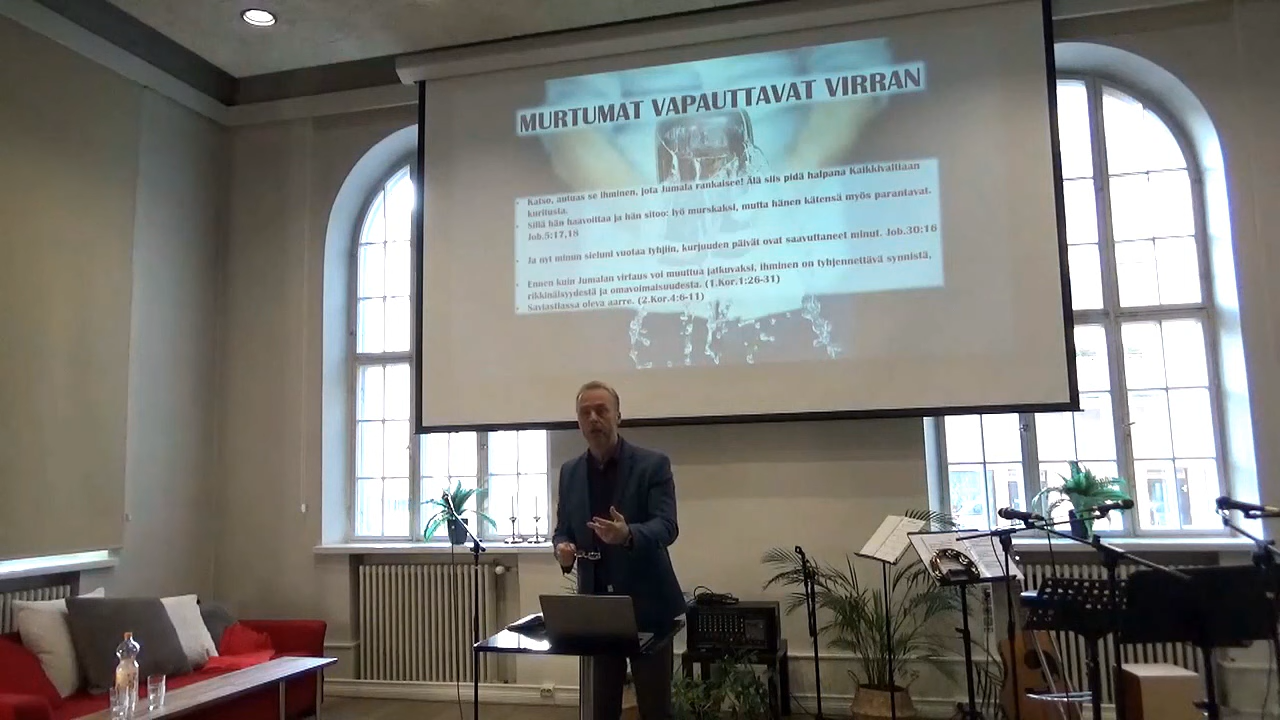 MURTUMAT VAPAUTTAVAT VIRRAN
- Katso, autuas se ihminen, jota Jumala rankaisee! Älä siis pidä halpana Kaikkivaltiaan
kuritusta.
- Sillä hän haavoittaa ja hän sitoo: lyö murskaksi, mutta hänen kätensä myös parantavat.
Job.5:17,18
- Ja nyt minun sieluni vuotaa tyhjiin, kurjuuden päivät ovat saavuttaneet minut. Job.30:16
- Ennen kuin Jumalan virtaus voi muuttua jatkuvaksi, ihminen on tyhjennettävä synnistä,
rikkinäisyydestä ja omavoimaisuudesta. (1.Kor.1:26-31)
- Saviastiassa oleva aarre. (2.Kor.4:6-11)